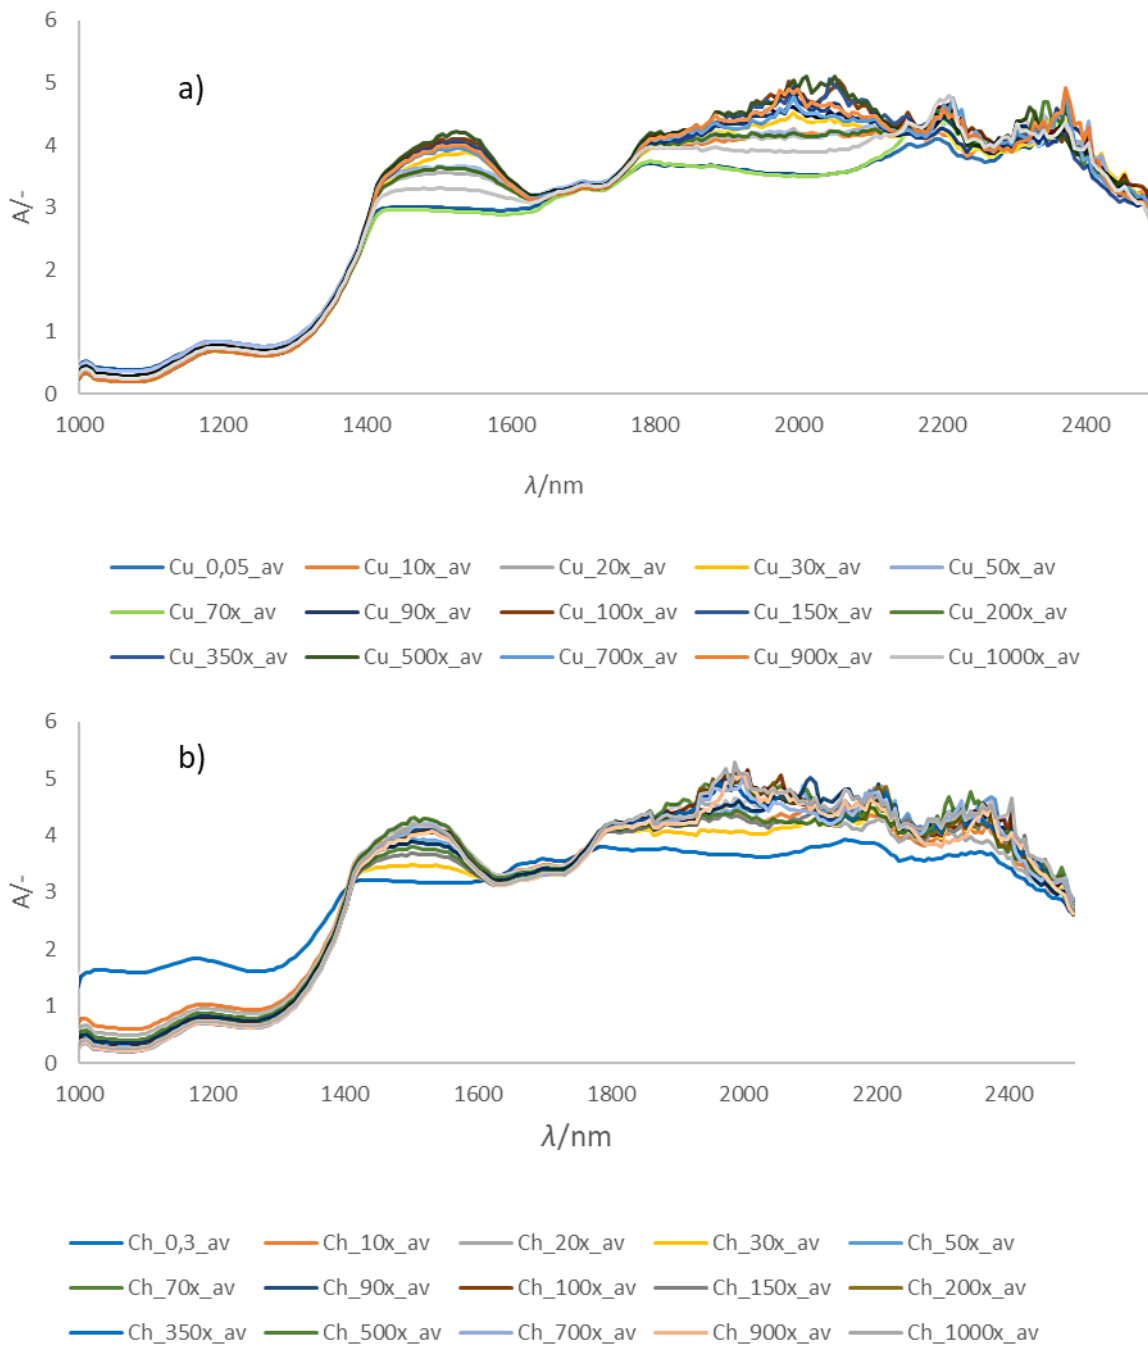 6
a)
5
4
3
2
1
0
A/-
1000 1200 1400 1600 1800 2000 2200 2400
λ/nm
Cu_0,05_av Cu_10x_av Cu_20x_av Cu_30x_av Cu_50x_av
Cu_70x_av Cu_90x_av Cu_100x_av Cu_150x_av Cu_200x_av
Cu_350x_av Cu_500x_av Cu_700x_av Cu_900x_av Cu_1000x_av
6
b)
5
4
3
2
1
0
A/-
1000 1200 1400 1600 1800 2000 2200 2400
λ/nm
Ch_0,3_av Ch_10x_av Ch_20x_av Ch_30x_av Ch_50x_av
Ch_70x_av Ch_90x_av Ch_100x_av Ch_150x_av Ch_200x_av
Ch_350x_av Ch_500x_av Ch_700x_av Ch_900x_av Ch_1000x_av